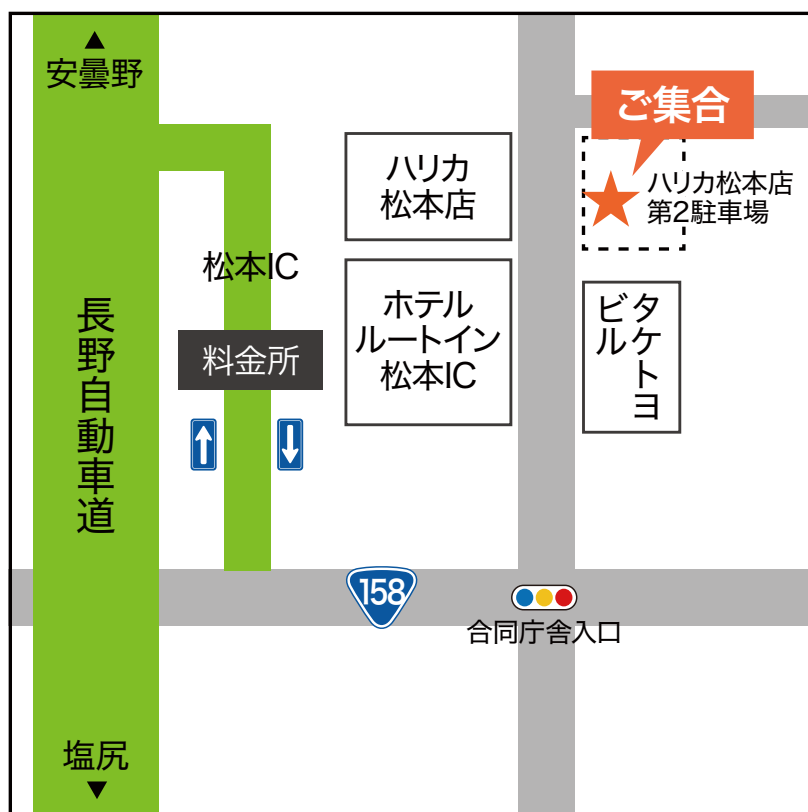 ▲
安曇野
ご集合
ハリカ
松本店
ハリカ松本店
第2駐車場
松本IC
ホテル
ルートイン
松本IC
タケトヨ
ビル
料金所
長野自動車道
158
合同庁舎入口
塩尻
▼